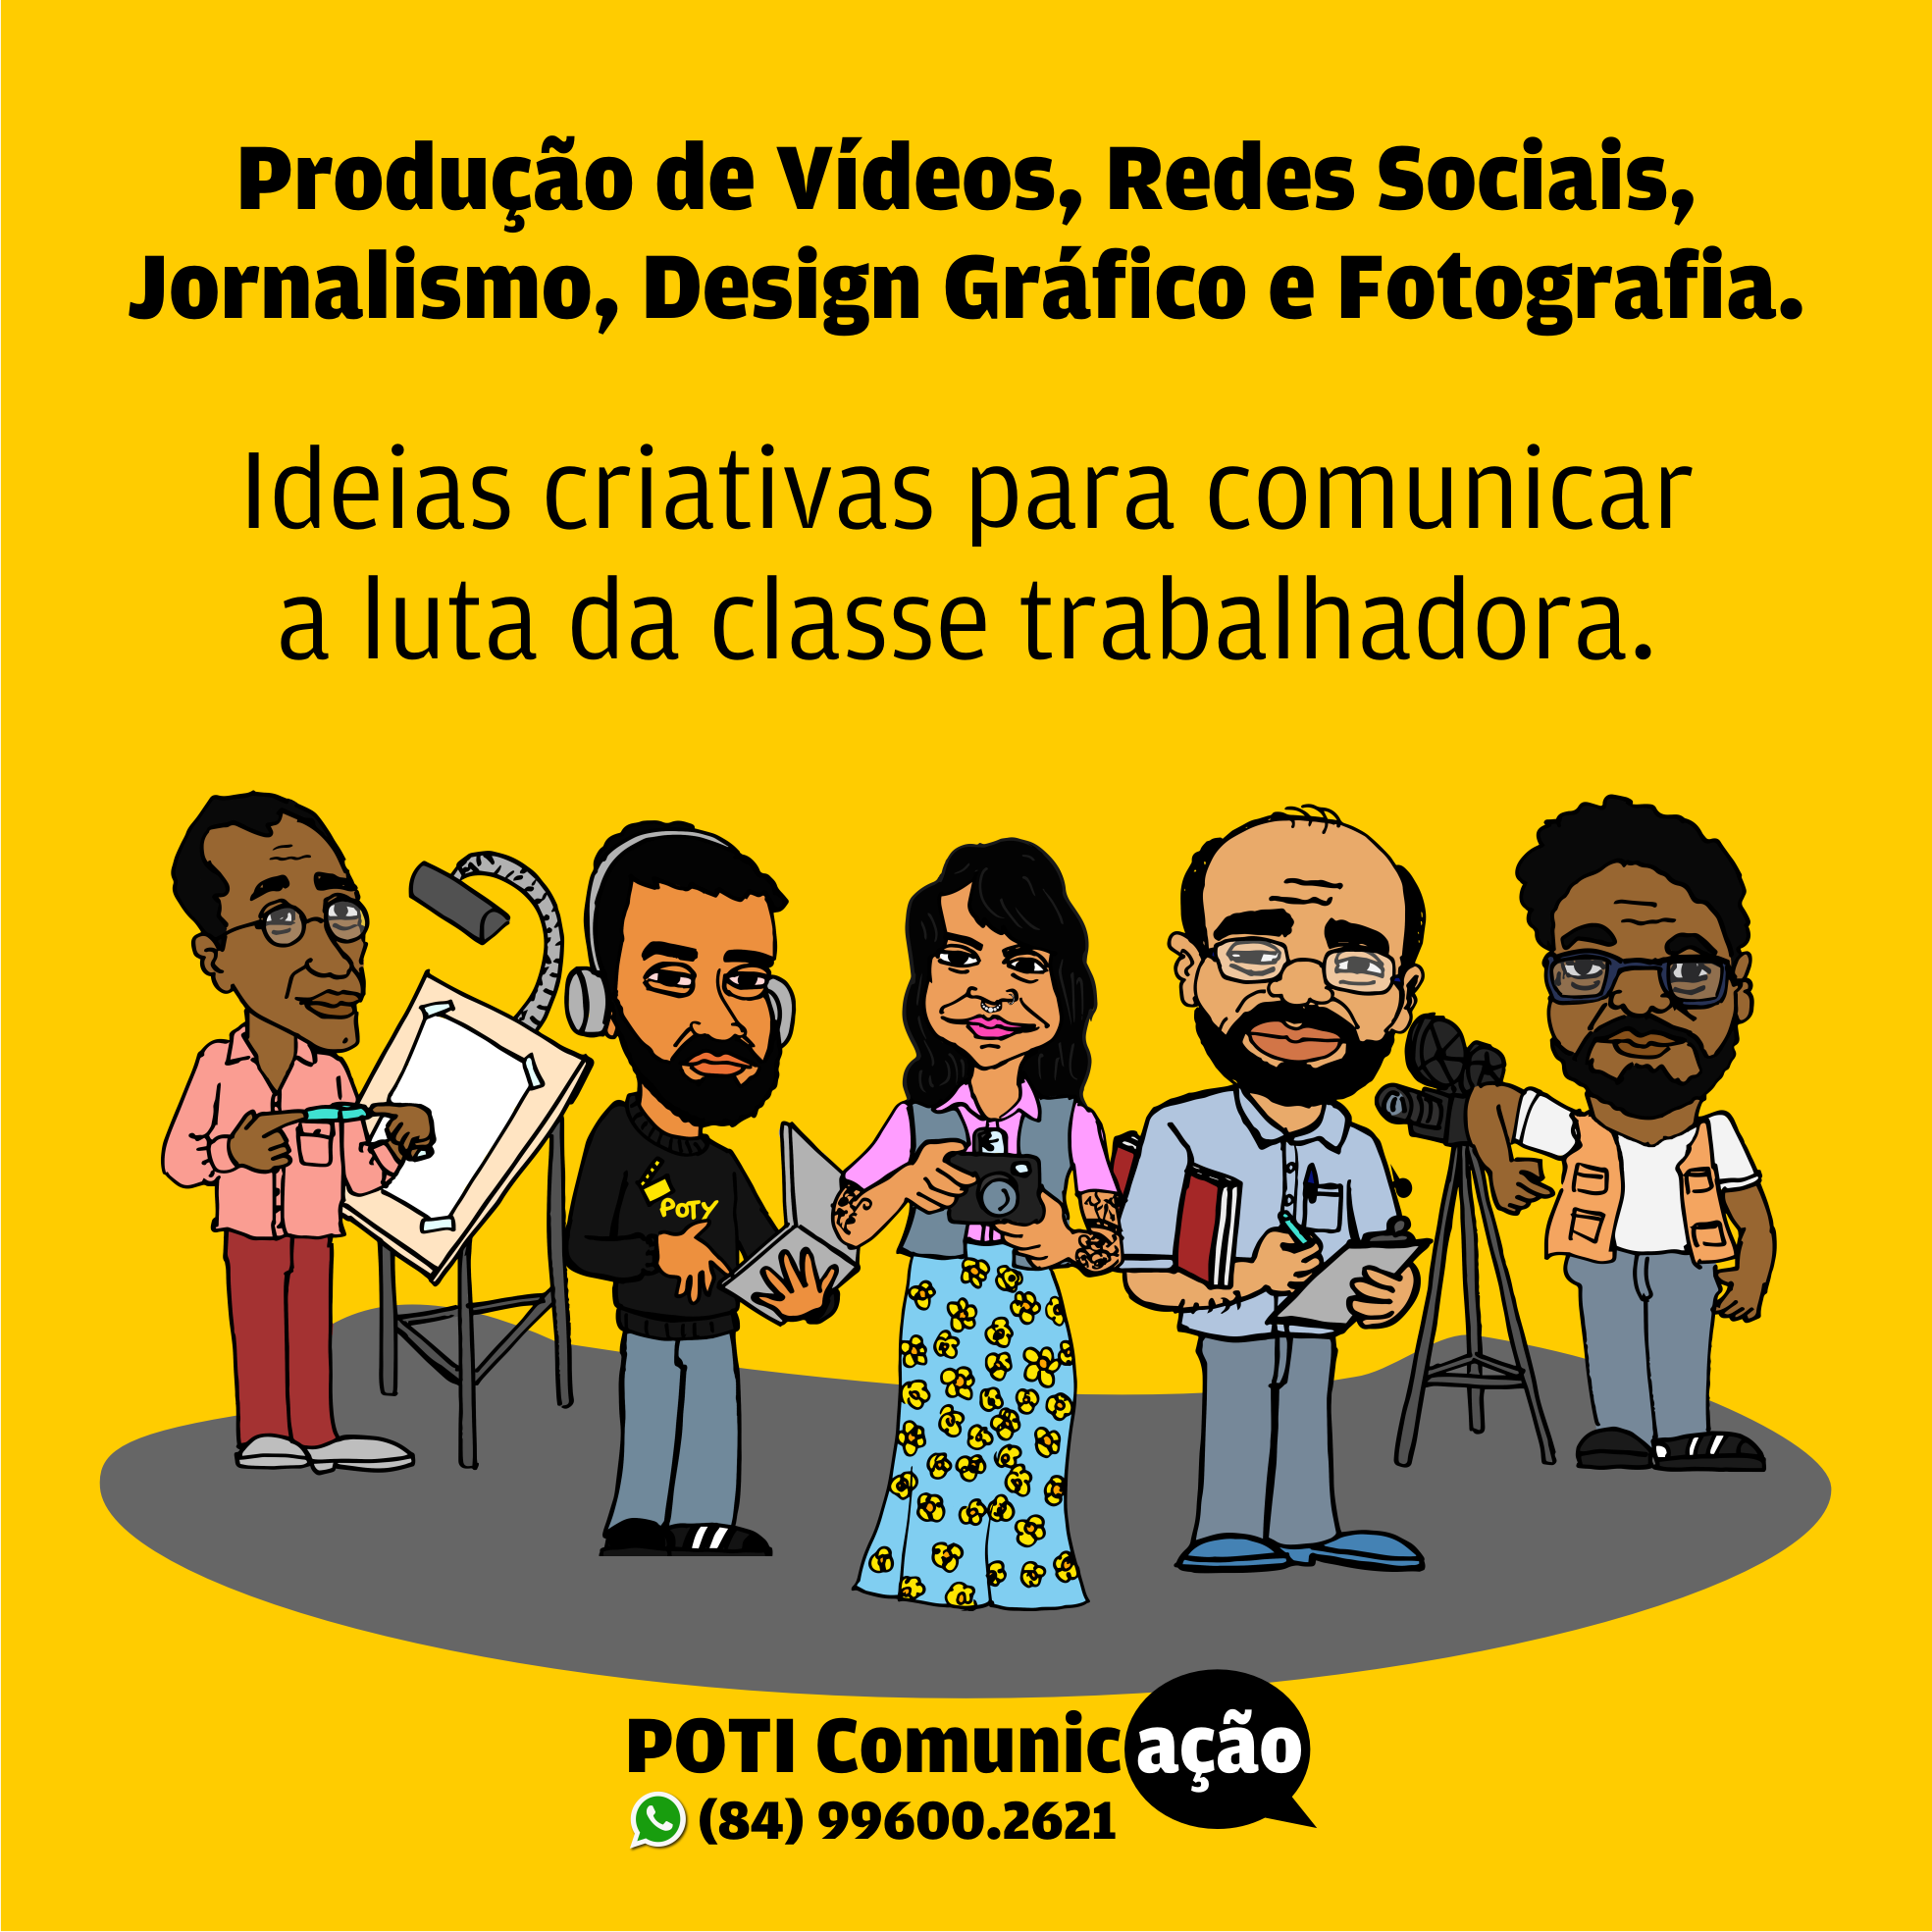 Produção de Vídeos, Redes Sociais,
Jornalismo, Design Gráfico e Fotografia.
Ideias criativas para comunicar
a luta da classe trabalhadora.
POTY
POTI Comunicação
(84) 99600.2621